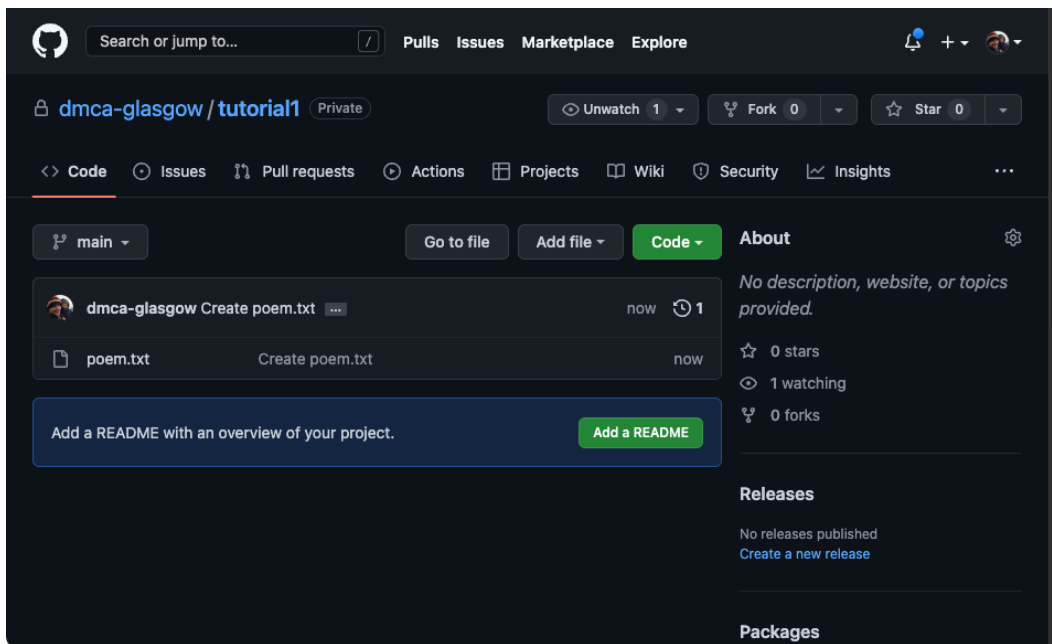 Search or jump to... /
Pulls Issues Marketplace Explore
dmca-glasgow / tutorial1 Private
Unwatch 1 Fork 0 Star 0
Code Issues Pull requests Actions Projects Wiki Security Insights ...
main Go to file Add file Code
dmca-glasgow Create poem.txt ... now 1
poem.txt Create poem.txt now
Add a README with an overview of your project. Add a README
About
No description, website, or topics
provided.
0 stars
1 watching
0 forks
Releases
No releases published
Create a new release
Packages